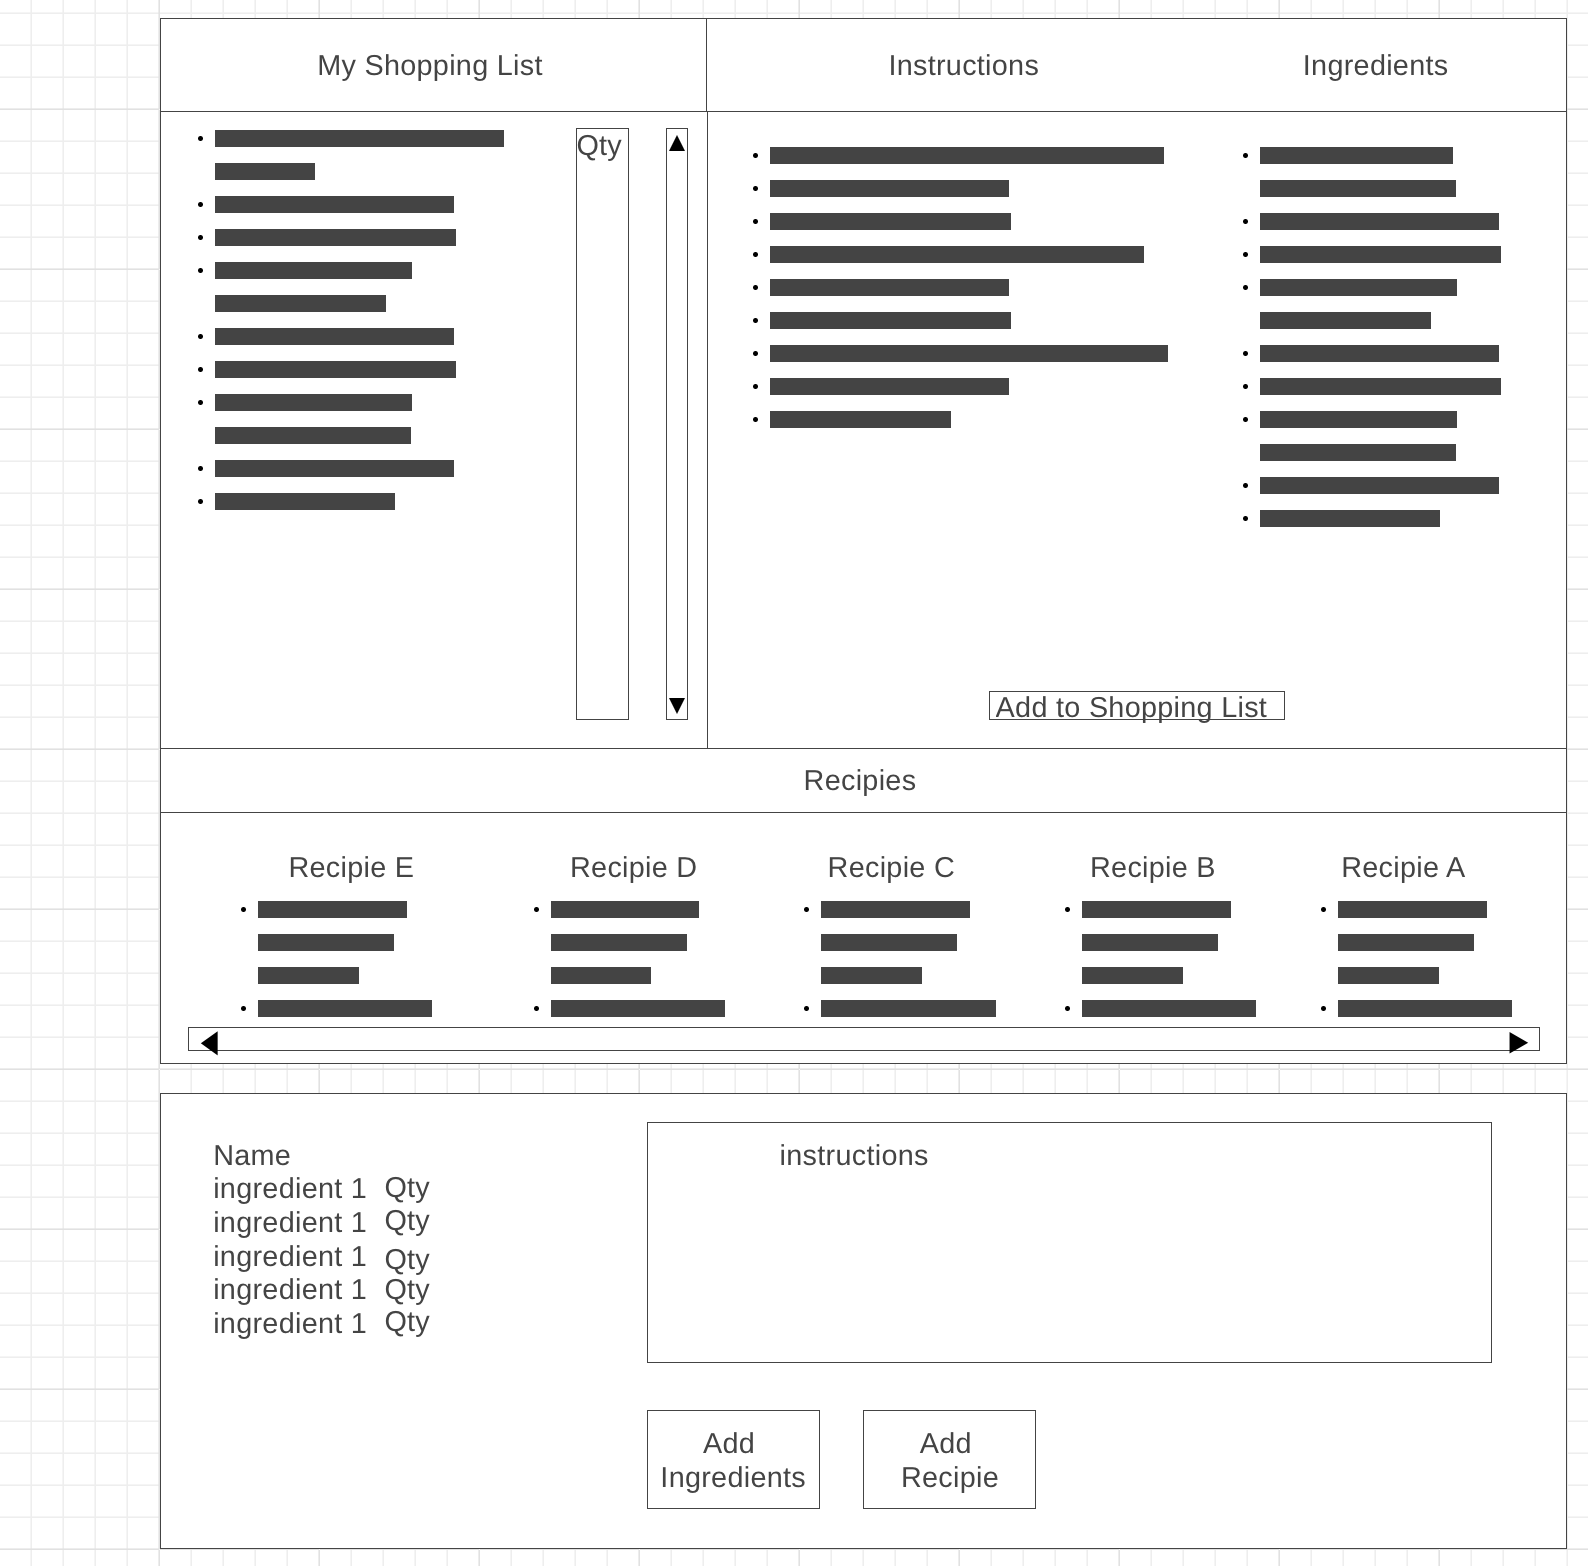 My Shopping List
Instructions
Ingredients
Qty
Add to Shopping List
Recipies
Recipie E
Recipie D
Recipie C
Recipie B
Recipie A
Name
ingredient 1 Qty
ingredient 1 Qty
ingredient 1 Qty
ingredient 1 Qty
ingredient 1 Qty
instructions
Add
Ingredients
Add
Recipie